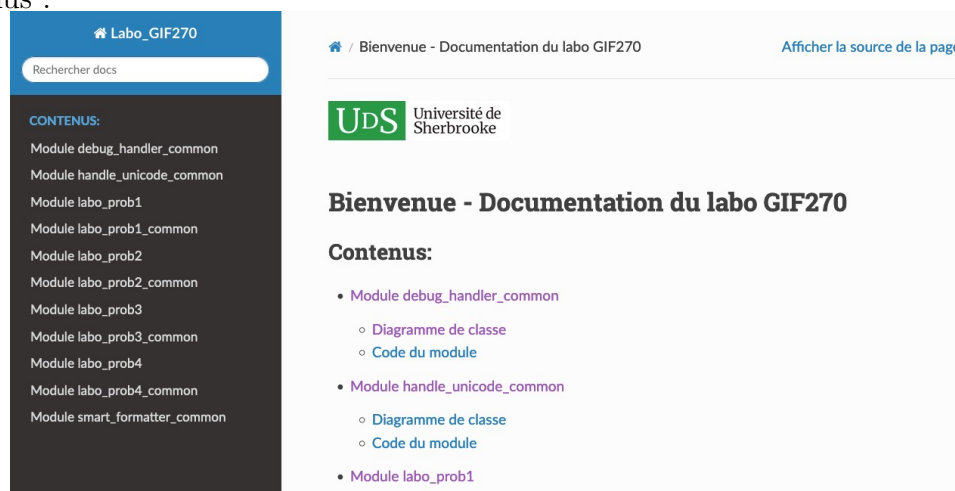 Labo_GIF270
Rechercher docs
CONTENUS:
Module debug_handler_common
Module handle_unicode_common
Module labo_prob1
Module labo_prob1_common
Module labo_prob2
Module labo_prob2_common
Module labo_prob3
Module labo_prob3_common
Module labo_prob4
Module labo_prob4_common
Module smart_formatter_common
/ Bienvenue - Documentation du labo GIF270
Afficher la source de la page
UDS Université de
Sherbrooke
Bienvenue - Documentation du labo GIF270
Contenus:
• Module debug_handler_common
◦ Diagramme de classe
◦ Code du module
• Module handle_unicode_common
◦ Diagramme de classe
◦ Code du module
• Module labo_prob1